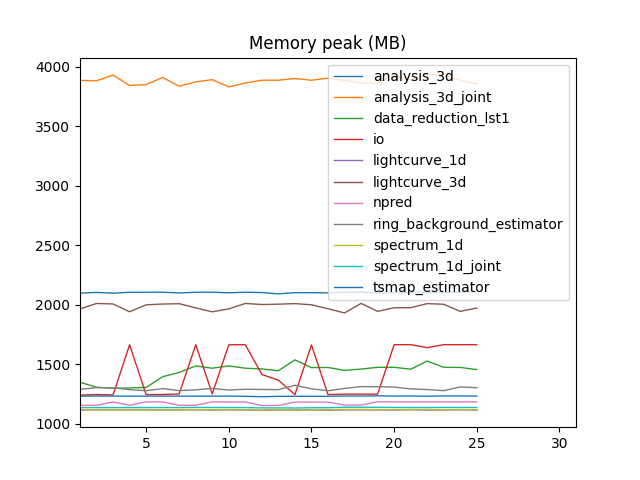 Memory peak (MB)
4000
3500
3000
2500
2000
1500
1000
analysis_3d
analysis_3d_joint
data_reduction_lst1
io
lightcurve_1d
lightcurve_3d
npred
ring_background_estimator
spectrum_1d
spectrum_1d_joint
tsmap_estimator
5 10 15 20 25 30